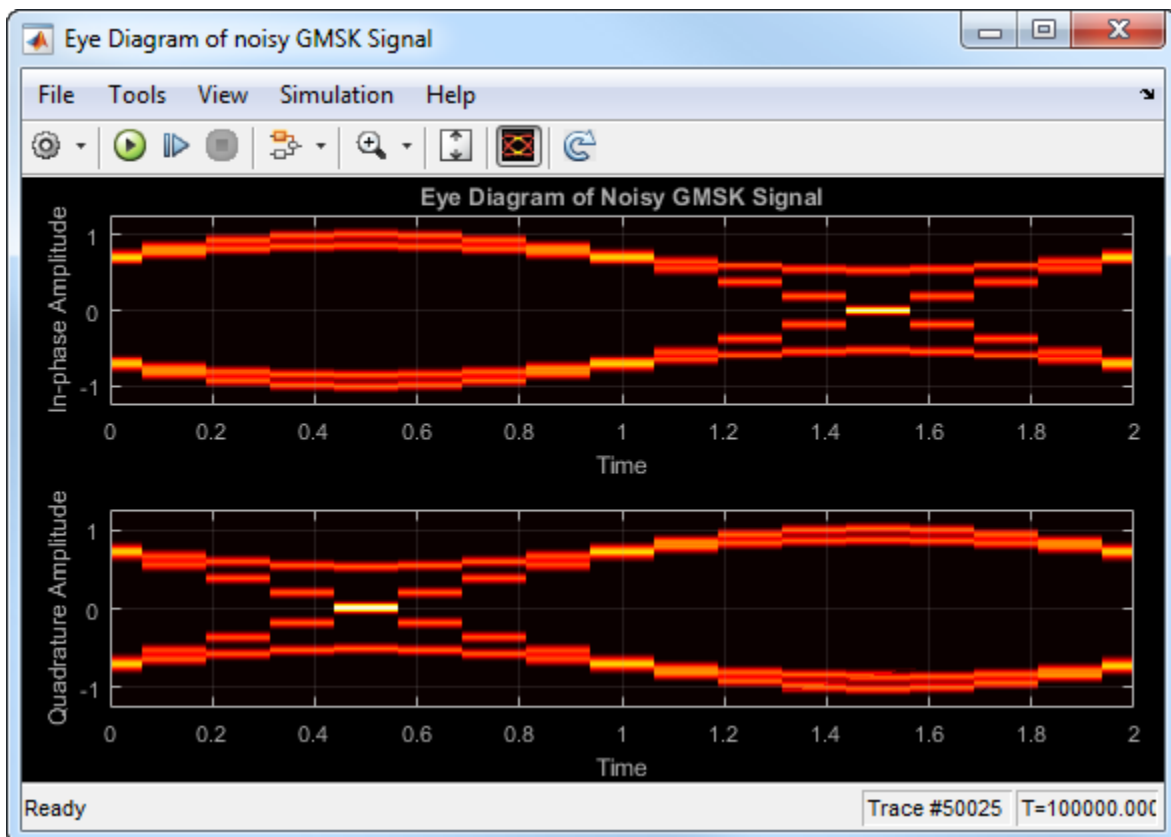 Eye Diagram of noisy GMSK Signal
File Tools View Simulation Help
Eye Diagram of Noisy GMSK Signal
In-phase Amplitude
1
0
-1
0 0.2 0.4 0.6 0.8 1 1.2 1.4 1.6 1.8 2
Time
Quadrature Amplitude
1
0
-1
0 0.2 0.4 0.6 0.8 1 1.2 1.4 1.6 1.8 2
Time
Ready Trace #50025 T=100000.000